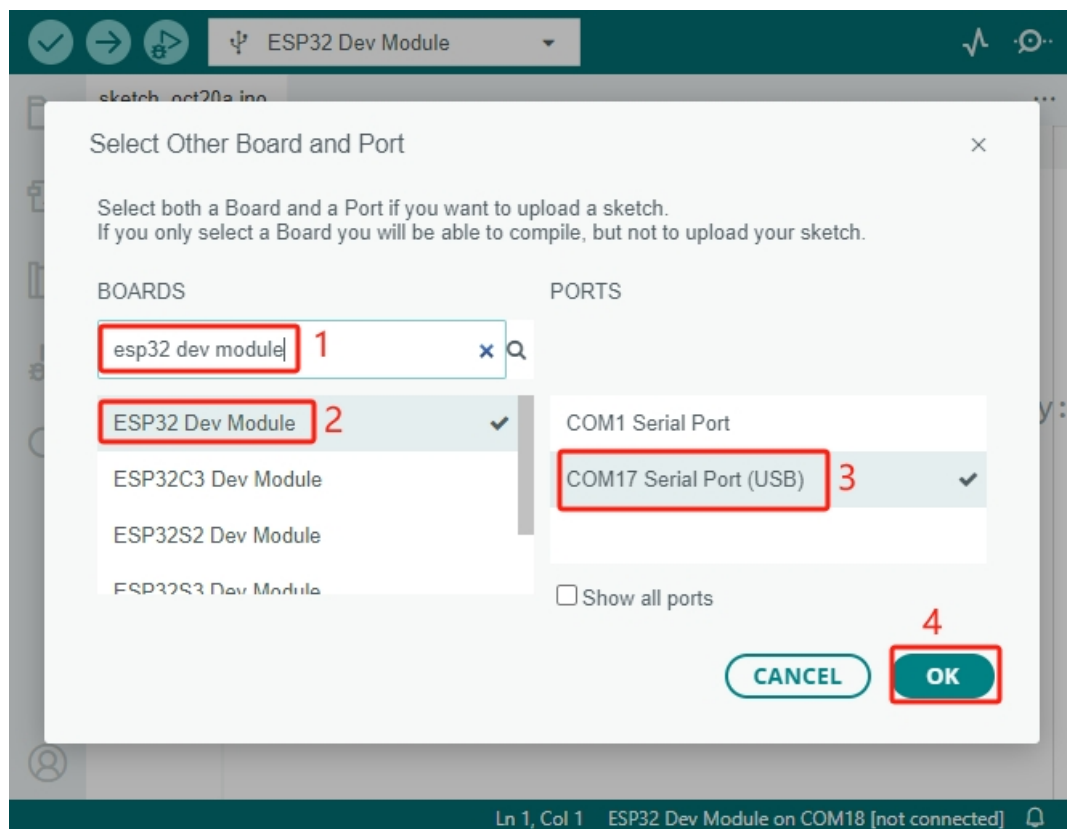 ESP32 Dev Module
sketch_oct20a.ino
Select Other Board and Port
Select both a Board and a Port if you want to upload a sketch.
If you only select a Board you will be able to compile, but not to upload your sketch.
BOARDS
PORTS
esp32 dev module
1
ESP32 Dev Module
2
COM1 Serial Port
y:
ESP32C3 Dev Module
COM17 Serial Port (USB)
3
ESP32S2 Dev Module
ESP32S3 Dev Module
Show all ports
4
CANCEL
OK
Ln 1, Col 1 ESP32 Dev Module on COM18 [not connected]